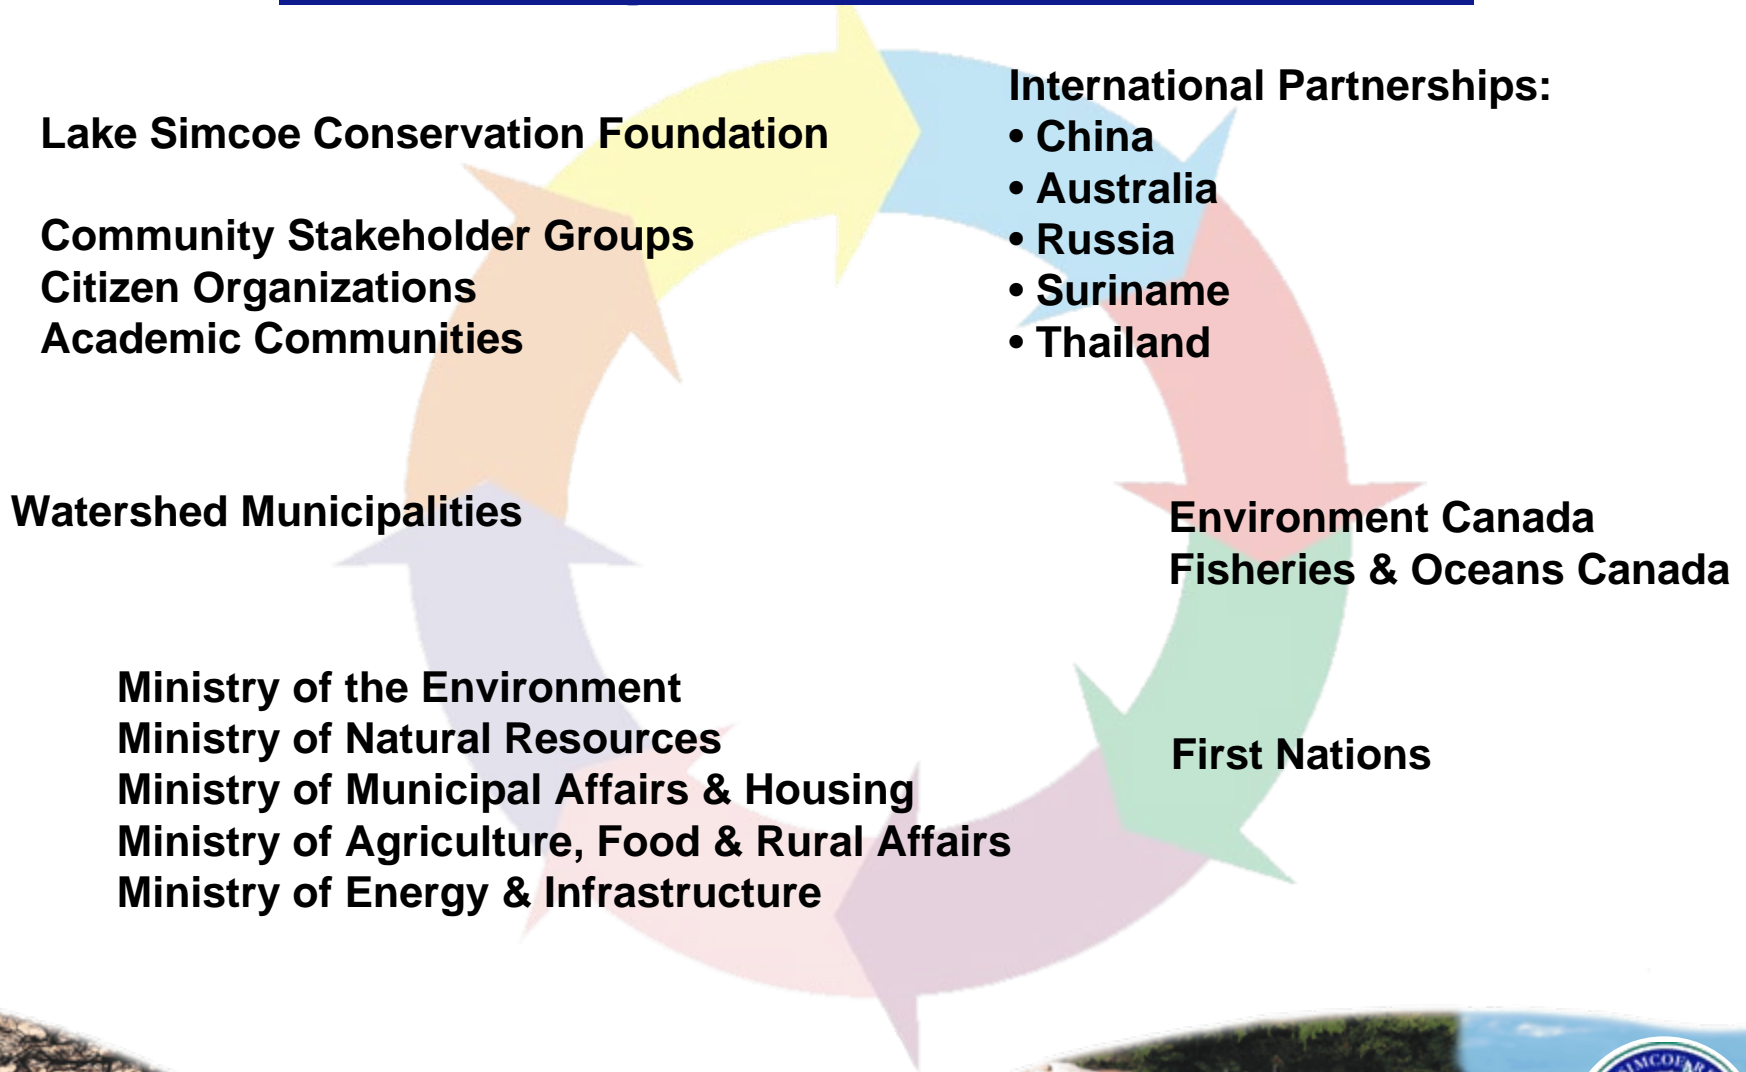 Lake Simcoe Conservation Foundation
Community Stakeholder Groups
Citizen Organizations
Academic Communities
International Partnerships:
• China
• Australia
• Russia
• Suriname
• Thailand
Watershed Municipalities
Environment Canada
Fisheries & Oceans Canada
Ministry of the Environment
Ministry of Natural Resources
Ministry of Municipal Affairs & Housing
Ministry of Agriculture, Food & Rural Affairs
Ministry of Energy & Infrastructure
First Nations